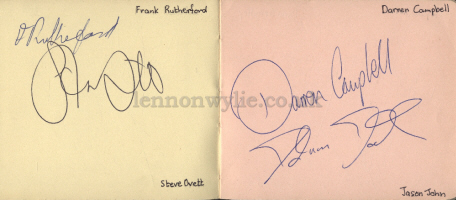 Frank Rutherford
F Rutherford
Steve Ovett
Darren Campbell
Darren Campbell
Jason John
lennonwylie.co.uk